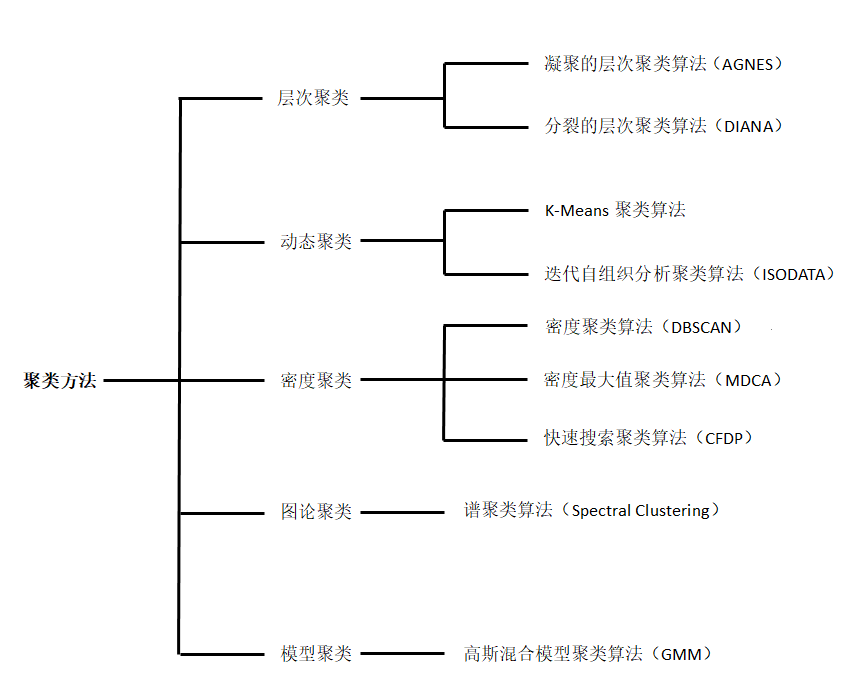 聚类方法
层次聚类
凝聚的层次聚类算法（AGNES）
分裂的层次聚类算法（DIANA）
动态聚类
K-Means 聚类算法
迭代自组织分析聚类算法（ISODATA）
密度聚类
密度聚类算法（DBSCAN）
密度最大值聚类算法（MDCA）
快速搜索聚类算法（CFDP）
图论聚类
谱聚类算法（Spectral Clustering）
模型聚类
高斯混合模型聚类算法（GMM）